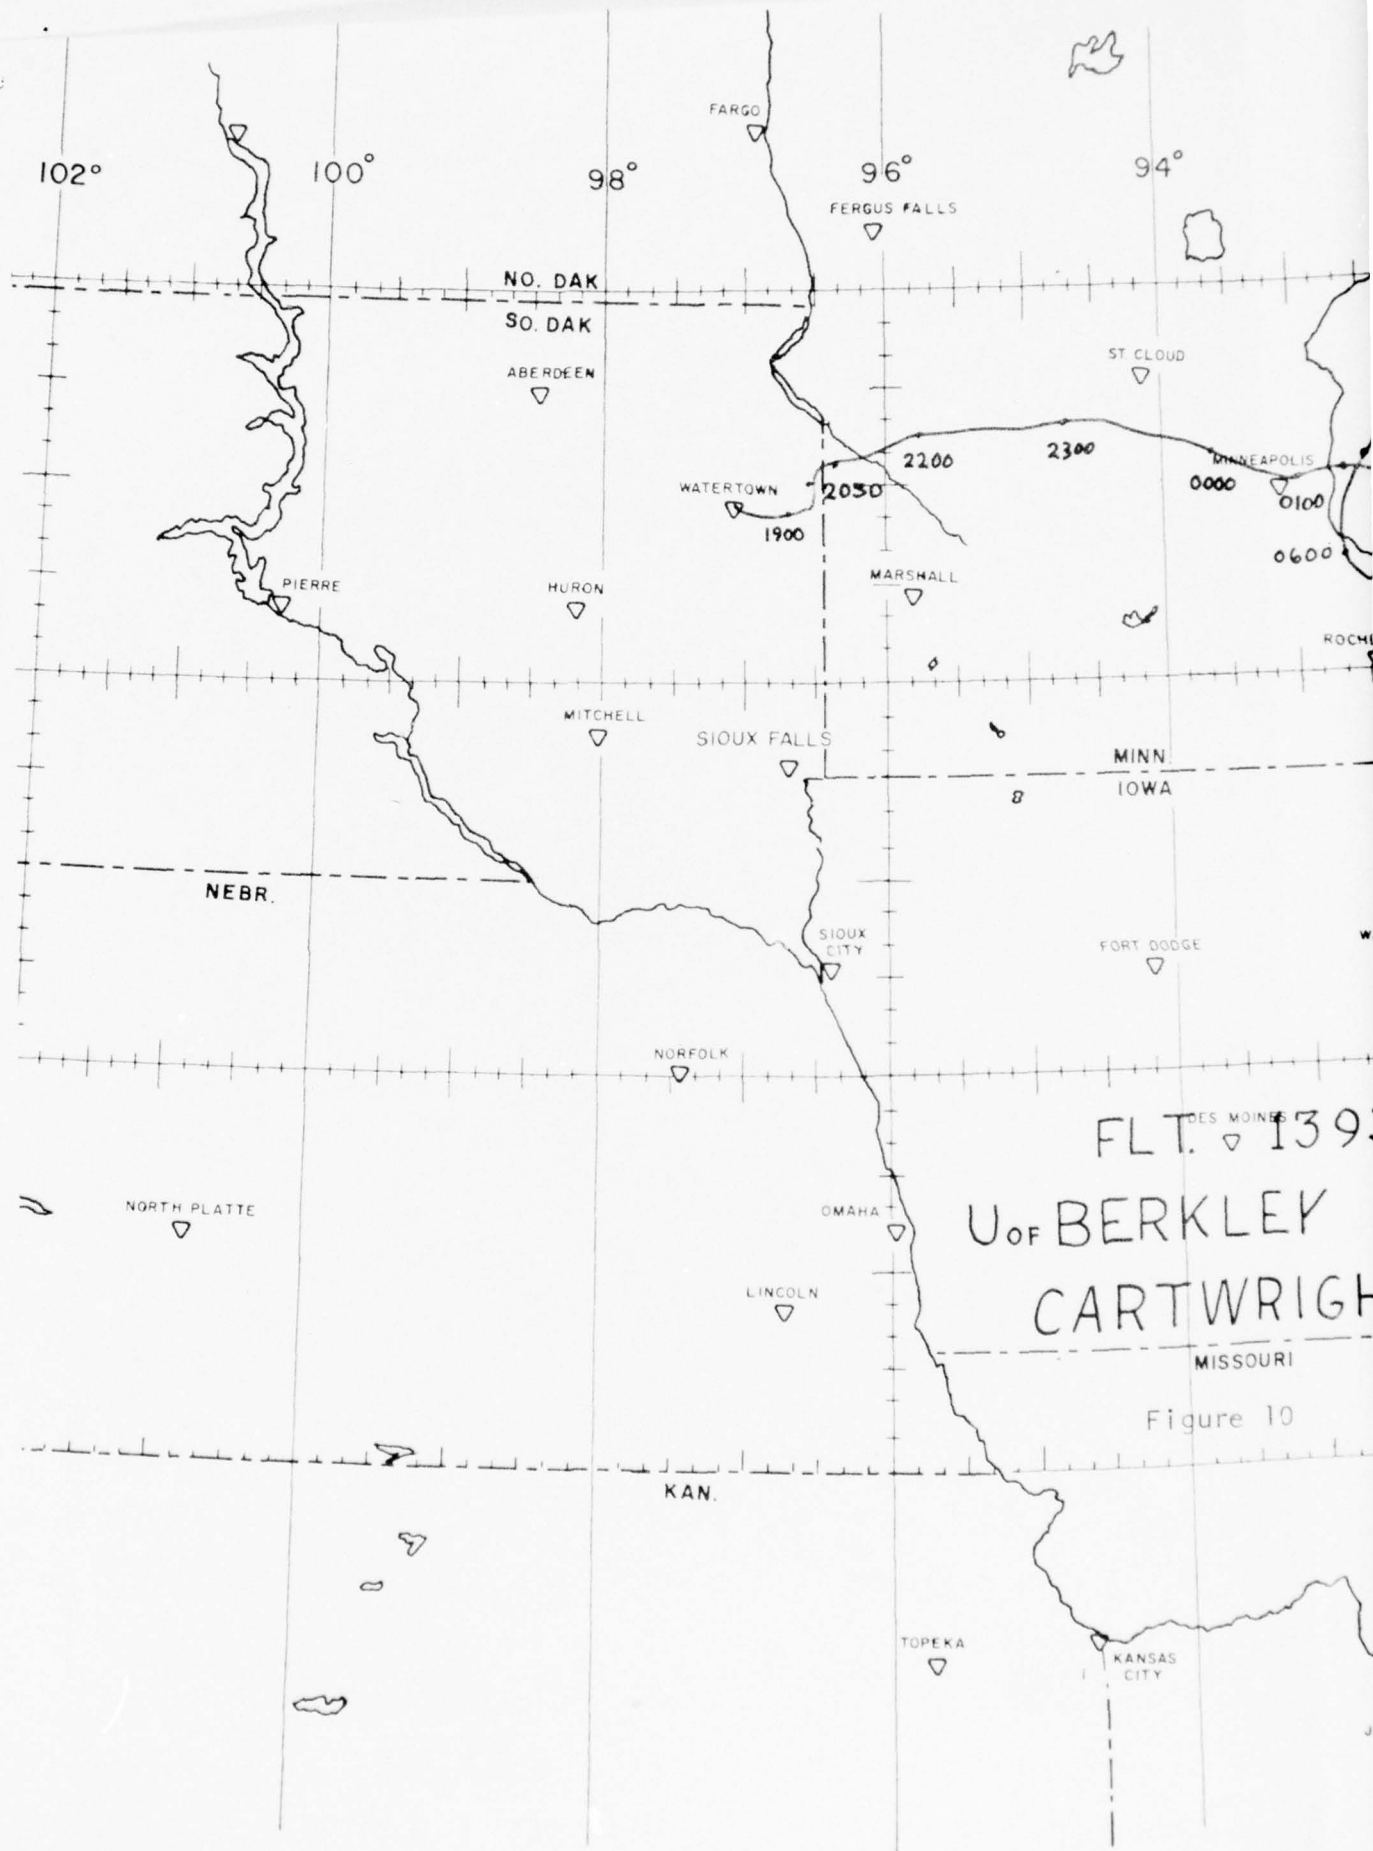 FARGO
102°
100°
98°
96°
94°
FERGUS FALLS
NO. DAK
SO. DAK
ST CLOUD
ABERDEEN
2200
2300
MINNEAPOLIS
0000
WATERTOWN
2030
0100
1900
0600
PIERRE
HURON
MARSHALL
MITCHELL
SIOUX FALLS
MINN.
IOWA
NEBR.
SIOUX
CITY
FORT DODGE
NORFOLK
DES MOINES
FLT. 139
NORTH PLATTE
OMAHA
U OF BERKLEY
LINCOLN
CARTWRIGH
MISSOURI
Figure 10
KAN.
TOPEKA
KANSAS
CITY